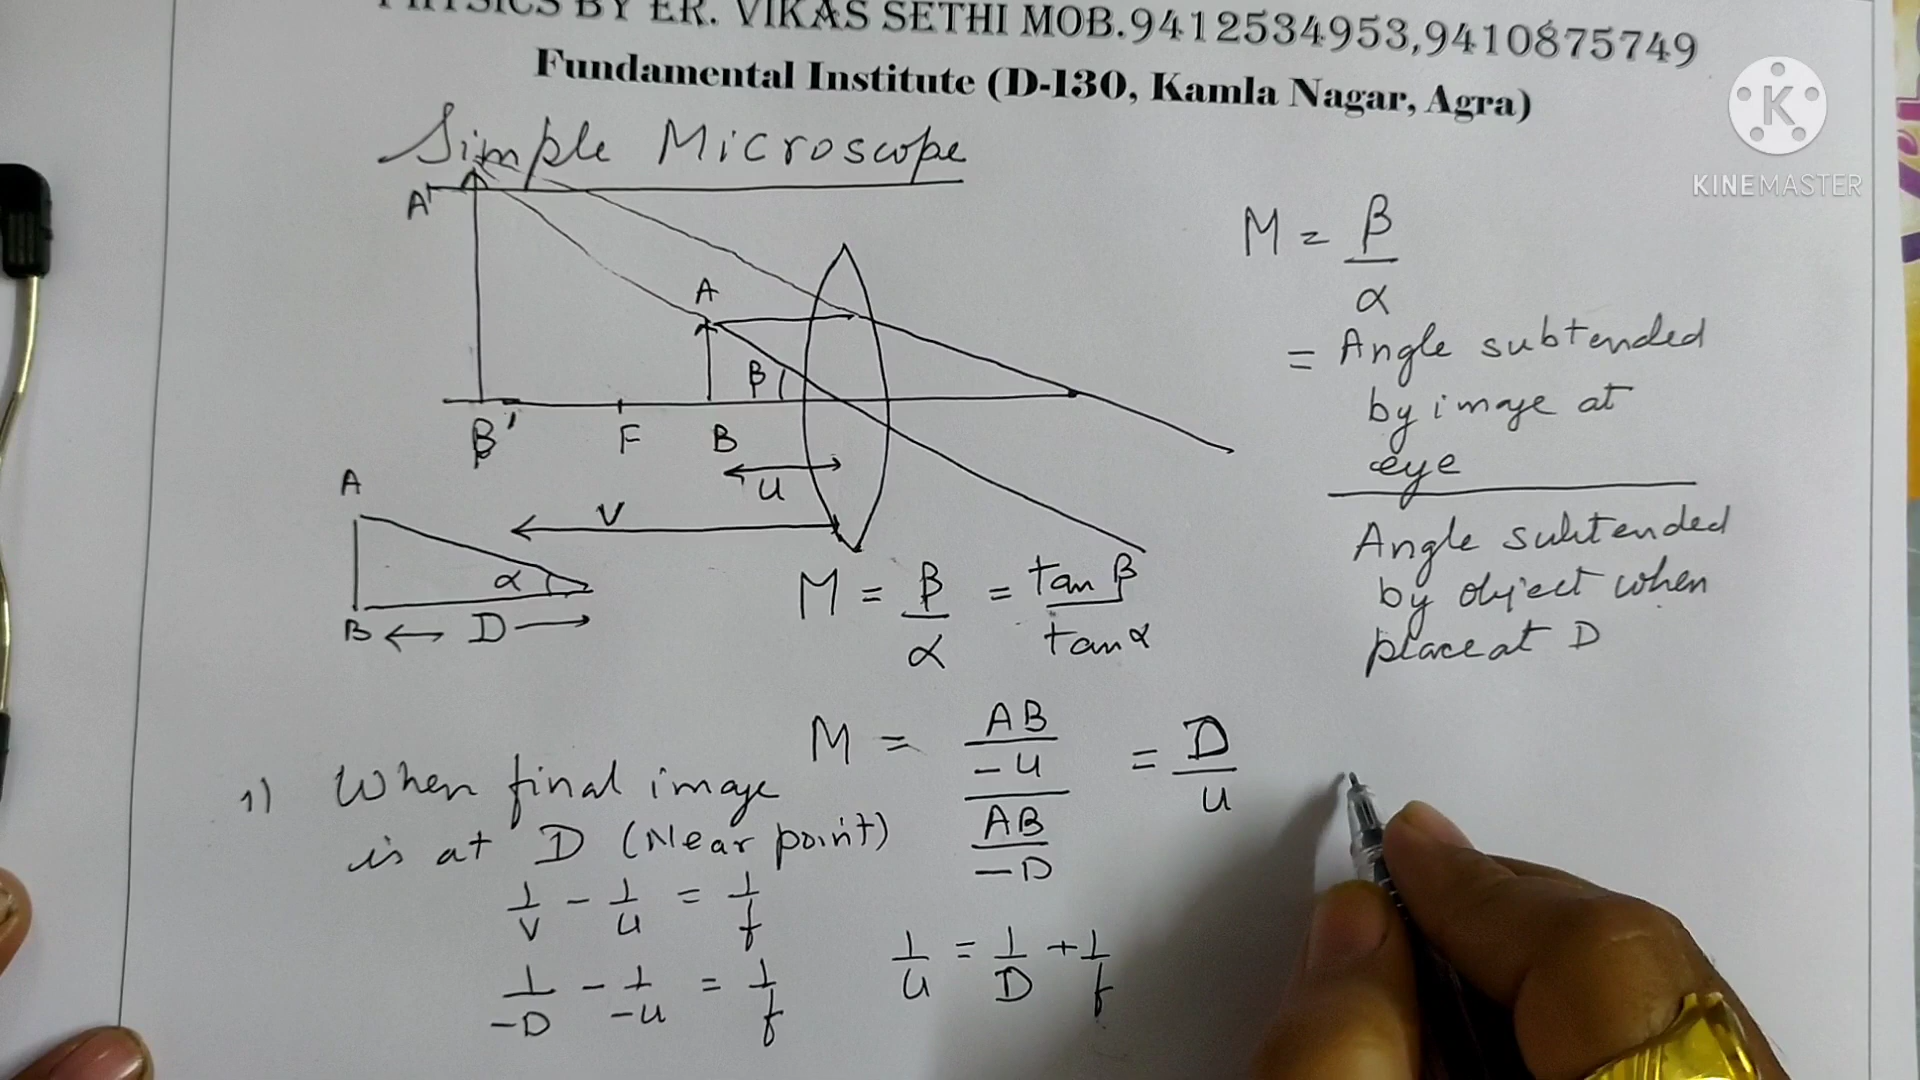 PHYSICS BY ER. VIKAS SETHI MOB.9412534953,9410875749
Fundamental Institute (D-130, Kamla Nagar, Agra)
K
KINEMASTER
Simple Microscope
A'
A
β
B'
F
B
u
v
A
α
B
D
M = β/α
= Angle subtended
by image at
eye
Angle subtended
by object when
place at D
M = β/α = tan β/tan α
M = (AB/-u)/(AB/-D) = D/u
1) When final image
is at D (Near point)
1/v - 1/u = 1/f
1/-D - 1/-u = 1/f
1/u = 1/D + 1/f